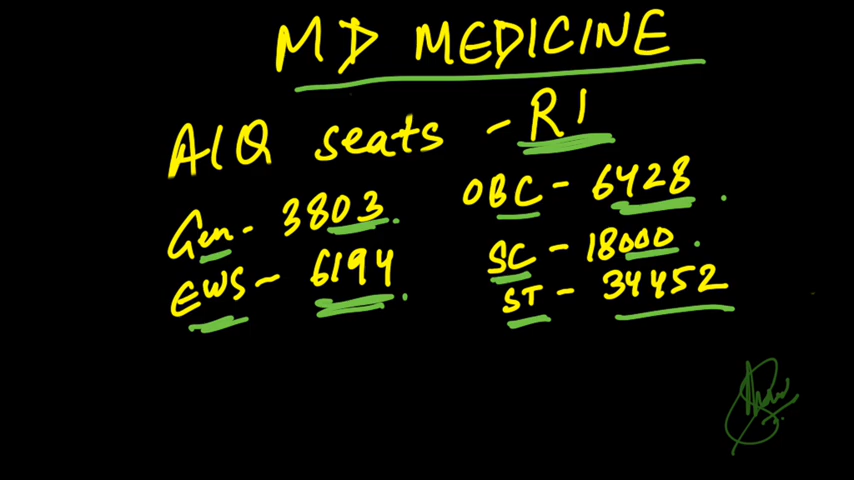 MD MEDICINE
AIQ seats - R1
Gen - 3803
EWS - 6194
OBC - 6428
SC - 18000
ST - 34452